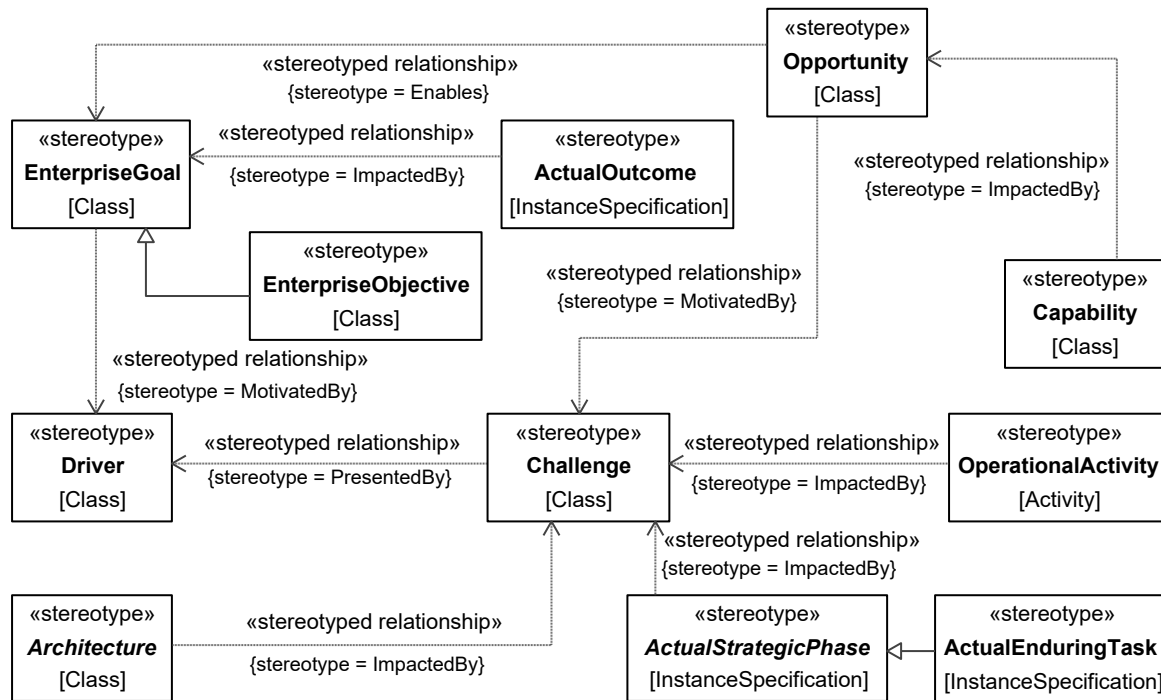 «stereotype»
Opportunity
[Class]
«stereotyped relationship»
{stereotype = Enables}
«stereotype»
EnterpriseGoal
[Class]
«stereotyped relationship»
{stereotype = ImpactedBy}
«stereotype»
ActualOutcome
[InstanceSpecification]
«stereotyped relationship»
{stereotype = ImpactedBy}
«stereotype»
EnterpriseObjective
[Class]
«stereotyped relationship»
{stereotype = MotivatedBy}
«stereotype»
Capability
[Class]
«stereotyped relationship»
{stereotype = MotivatedBy}
«stereotype»
Driver
[Class]
«stereotyped relationship»
{stereotype = PresentedBy}
«stereotype»
Challenge
[Class]
«stereotyped relationship»
{stereotype = ImpactedBy}
«stereotype»
OperationalActivity
[Activity]
«stereotyped relationship»
{stereotype = ImpactedBy}
«stereotype»
Architecture
[Class]
«stereotyped relationship»
{stereotype = ImpactedBy}
«stereotype»
ActualStrategicPhase
[InstanceSpecification]
«stereotype»
ActualEnduringTask
[InstanceSpecification]